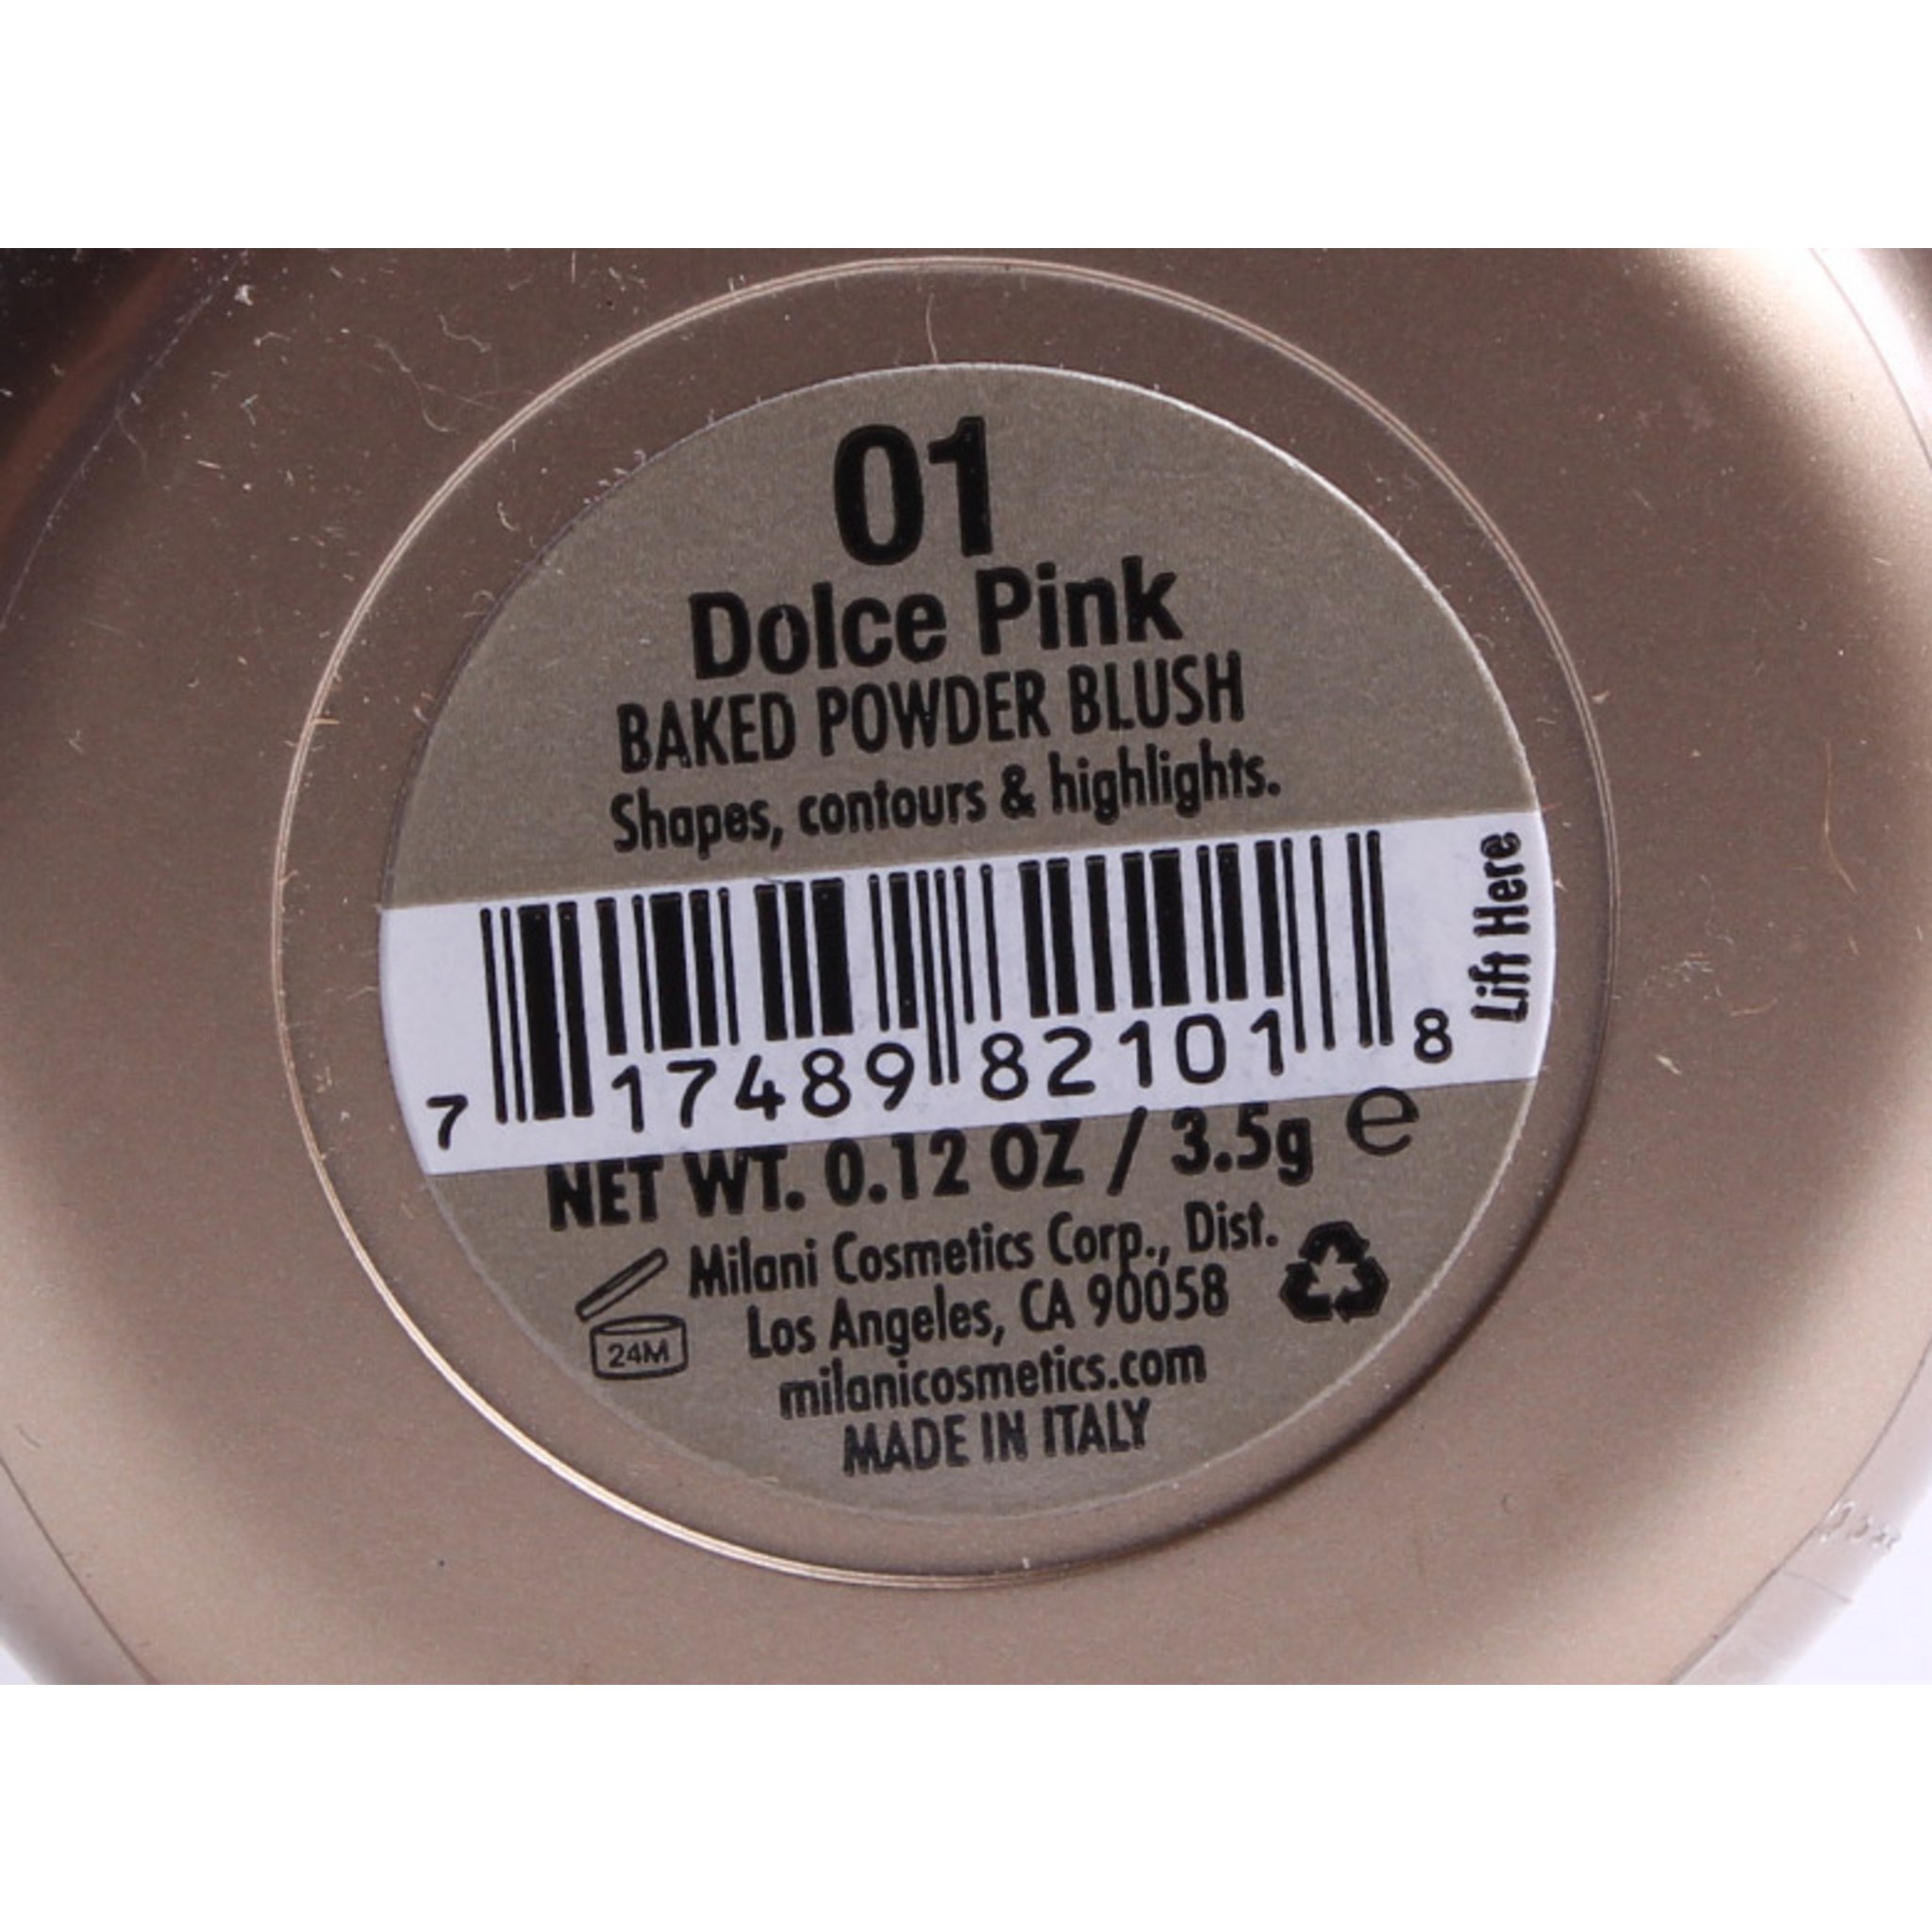 01
Dolce Pink
BAKED POWDER BLUSH
Shapes, contours & highlights.
Lift Here
7 17489 82101 8
NET WT. 0.12 OZ / 3.5g e
Milani Cosmetics Corp., Dist.
Los Angeles, CA 90058
24M
milanicosmetics.com
MADE IN ITALY